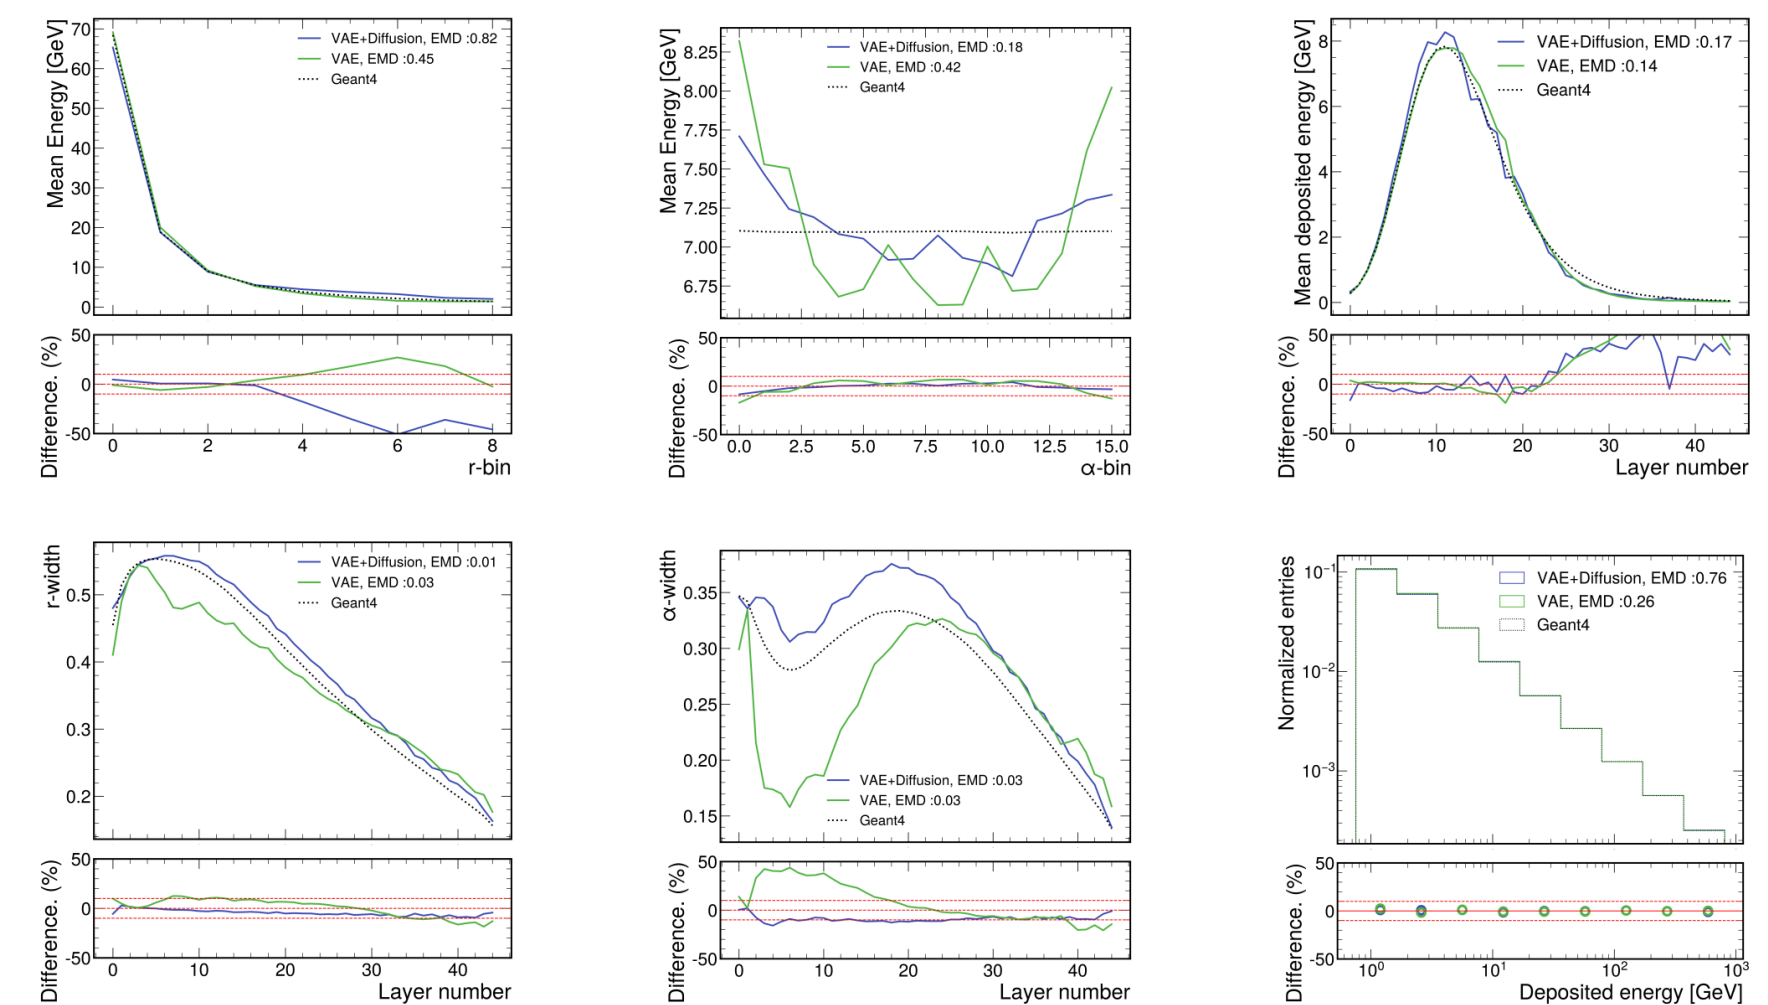 Mean Energy [GeV]
70
60
50
40
30
20
10
0
VAE+Diffusion, EMD :0.82
VAE, EMD :0.45
Geant4
Difference. (%)
50
0
-50
0 2 4 6 8
r-bin
Mean Energy [GeV]
8.25
8.00
7.75
7.50
7.25
7.00
6.75
VAE+Diffusion, EMD :0.18
VAE, EMD :0.42
Geant4
Difference. (%)
50
0
-50
0.0 2.5 5.0 7.5 10.0 12.5 15.0
α-bin
Mean deposited energy [GeV]
8
6
4
2
0
VAE+Diffusion, EMD :0.17
VAE, EMD :0.14
Geant4
Difference. (%)
50
0
-50
0 10 20 30 40
Layer number
r-width
0.5
0.4
0.3
0.2
VAE+Diffusion, EMD :0.01
VAE, EMD :0.03
Geant4
Difference. (%)
50
0
-50
0 10 20 30 40
Layer number
α-width
0.35
0.30
0.25
0.20
0.15
VAE+Diffusion, EMD :0.03
VAE, EMD :0.03
Geant4
Difference. (%)
50
0
-50
0 10 20 30 40
Layer number
Normalized entries
10⁻¹
10⁻²
10⁻³
VAE+Diffusion, EMD :0.76
VAE, EMD :0.26
Geant4
Difference. (%)
50
0
-50
10⁰ 10¹ 10² 10³
Deposited energy [GeV]